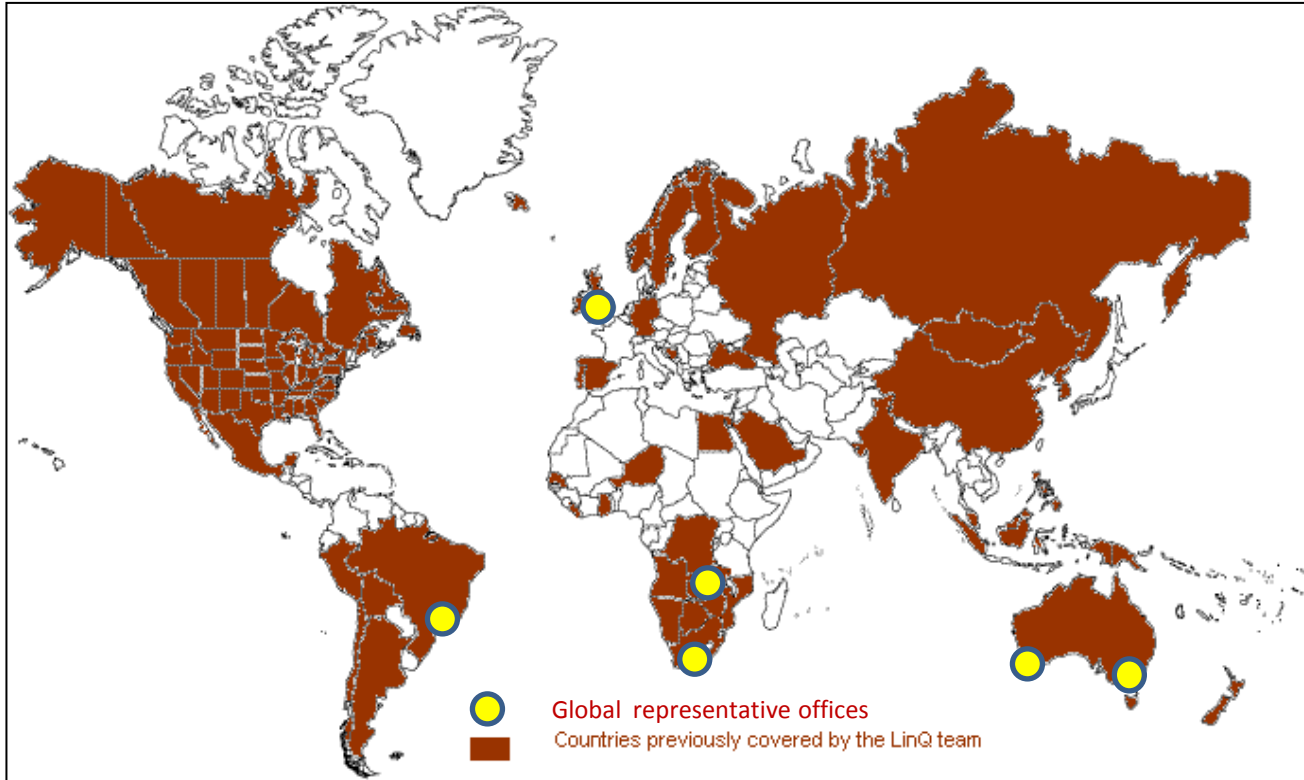 Global representative offices
Countries previously covered by the LinQ team